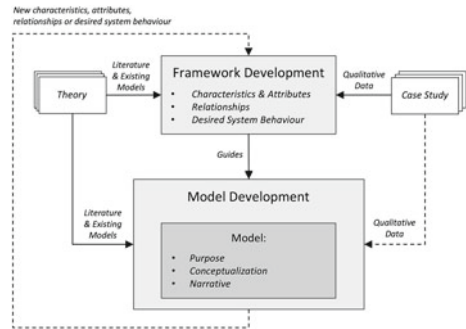 New characteristics, attributes,
relationships or desired system behaviour
Theory
Literature
& Existing
Models
Framework Development
• Characteristics & Attributes
• Relationships
• Desired System Behaviour
Qualitative
Data
Case Study
Guides
Literature
& Existing
Models
Model Development
Model:
• Purpose
• Conceptualization
• Narrative
Qualitative
Data